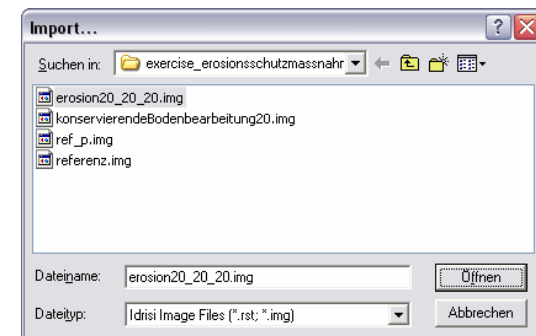 Import...
Suchen in: exercise_erosionsschutzmassnahr
erosion20_20_20.img
konservierendeBodenbearbeitung20.img
ref_p.img
referenz.img
Dateiname: erosion20_20_20.img Öffnen
Dateityp: Idrisi Image Files (*.rst; *.img) Abbrechen